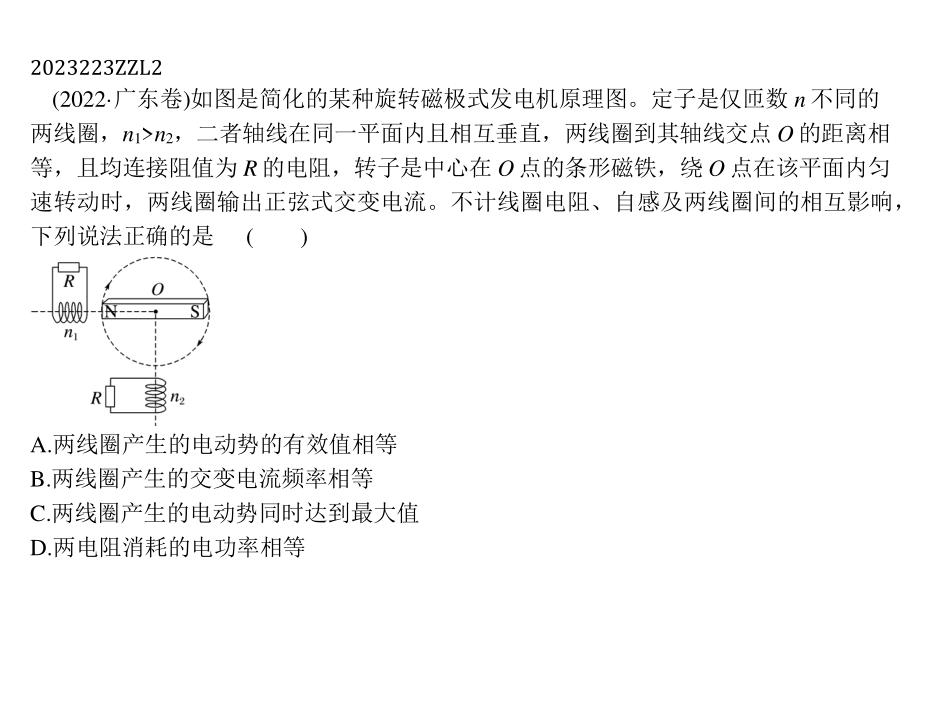 2023223ZZL2
(2022·广东卷)如图是简化的某种旋转磁极式发电机原理图。定子是仅匝数 n 不同的
两线圈，n₁>n₂，二者轴线在同一平面内且相互垂直，两线圈到其轴线交点 O 的距离相
等，且均连接阻值为 R 的电阻，转子是中心在 O 点的条形磁铁，绕 O 点在该平面内匀
速转动时，两线圈输出正弦式交变电流。不计线圈电阻、自感及两线圈间的相互影响，
下列说法正确的是 ( )
R
O
N
S
n₁
R
n₂
A.两线圈产生的电动势的有效值相等
B.两线圈产生的交变电流频率相等
C.两线圈产生的电动势同时达到最大值
D.两电阻消耗的电功率相等